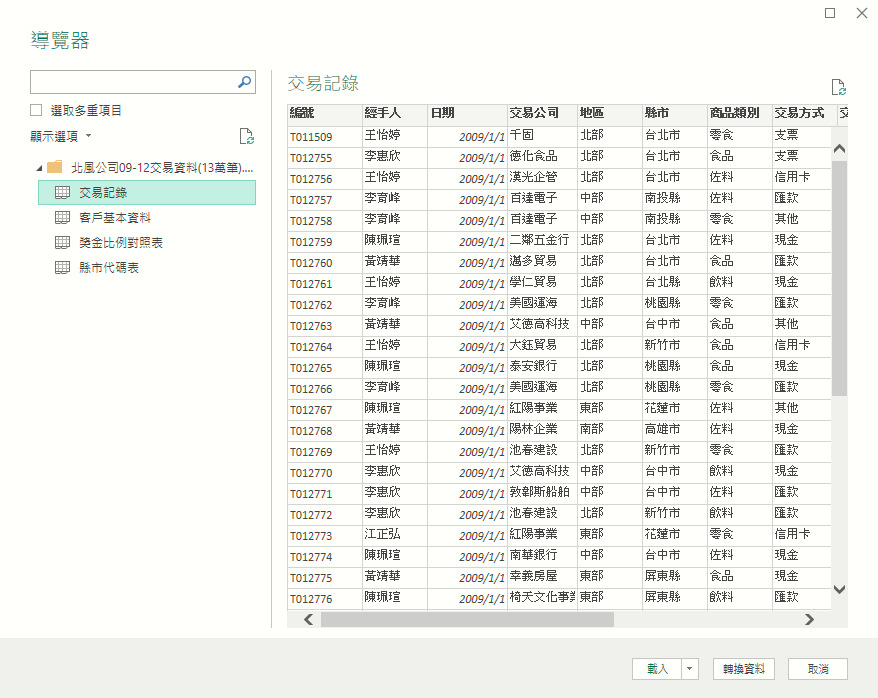 導覽器
選取多重項目
顯示選項
北風公司09-12交易資料(13萬筆)....
交易記錄
客戶基本資料
獎金比例對照表
縣市代碼表
交易記錄
編號 經手人 日期 交易公司 地區 縣市 商品類別 交易方式 交
T011509 王怡婷 2009/1/1 千固 北部 台北市 零食 支票
T012755 李惠欣 2009/1/1 德化食品 北部 台北市 食品 支票
T012756 王怡婷 2009/1/1 漢光企管 北部 台北市 佐料 信用卡
T012757 李育峰 2009/1/1 百達電子 中部 南投縣 佐料 匯款
T012758 李育峰 2009/1/1 百達電子 中部 南投縣 零食 其他
T012759 陳珮瑄 2009/1/1 二鄰五金行 北部 台北市 佐料 現金
T012760 黃靖華 2009/1/1 邁多貿易 北部 台北市 食品 匯款
T012761 王怡婷 2009/1/1 學仁貿易 北部 台北縣 飲料 現金
T012762 李育峰 2009/1/1 美國運海 北部 桃園縣 零食 匯款
T012763 黃靖華 2009/1/1 艾德高科技 中部 台中市 食品 其他
T012764 王怡婷 2009/1/1 大鈺貿易 北部 新竹市 食品 信用卡
T012765 陳珮瑄 2009/1/1 泰安銀行 北部 桃園縣 食品 現金
T012766 李育峰 2009/1/1 美國運海 北部 桃園縣 零食 匯款
T012767 陳珮瑄 2009/1/1 紅陽事業 東部 花蓮市 佐料 其他
T012768 黃靖華 2009/1/1 陽林企業 南部 高雄市 佐料 現金
T012769 王怡婷 2009/1/1 池春建設 北部 新竹市 零食 匯款
T012770 李惠欣 2009/1/1 艾德高科技 中部 台中市 飲料 現金
T012771 李惠欣 2009/1/1 敦郼斯船舶 中部 台中市 佐料 匯款
T012772 李惠欣 2009/1/1 池春建設 北部 新竹市 飲料 匯款
T012773 江正弘 2009/1/1 紅陽事業 東部 花蓮市 零食 信用卡
T012774 陳珮瑄 2009/1/1 南華銀行 中部 台中市 佐料 現金
T012775 黃靖華 2009/1/1 幸義房屋 東部 屏東縣 食品 現金
T012776 陳珮瑄 2009/1/1 椅天文化事業 東部 屏東縣 飲料 匯款
載入 轉換資料 取消